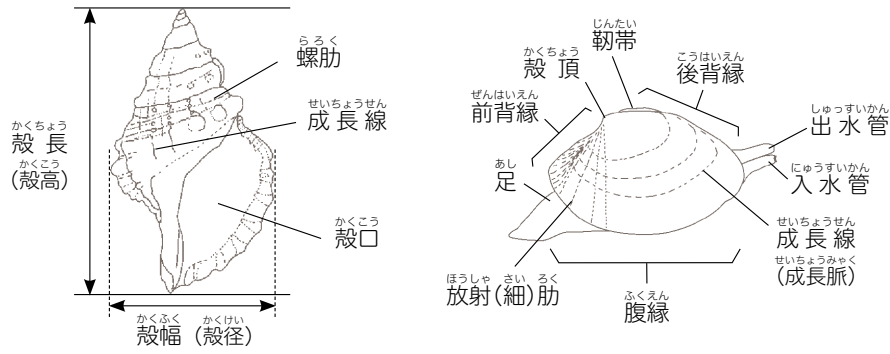 らろく
螺肋
せいちょうせん
成長線
かくちょう
殻長
かくこう
(殻高)
かくこう
殻口
かくふく かくけい
殻幅 (殻径)
じんたい
靭帯
かくちょう
殻頂
こうはいえん
後背縁
ぜんはいえん
前背縁
しゅっすいかん
出水管
にゅうすいかん
入水管
あし
足
せいちょうせん
成長線
せいちょうみゃく
(成長脈)
ほうしゃ さい ろく
放射(細)肋
ふくえん
腹縁